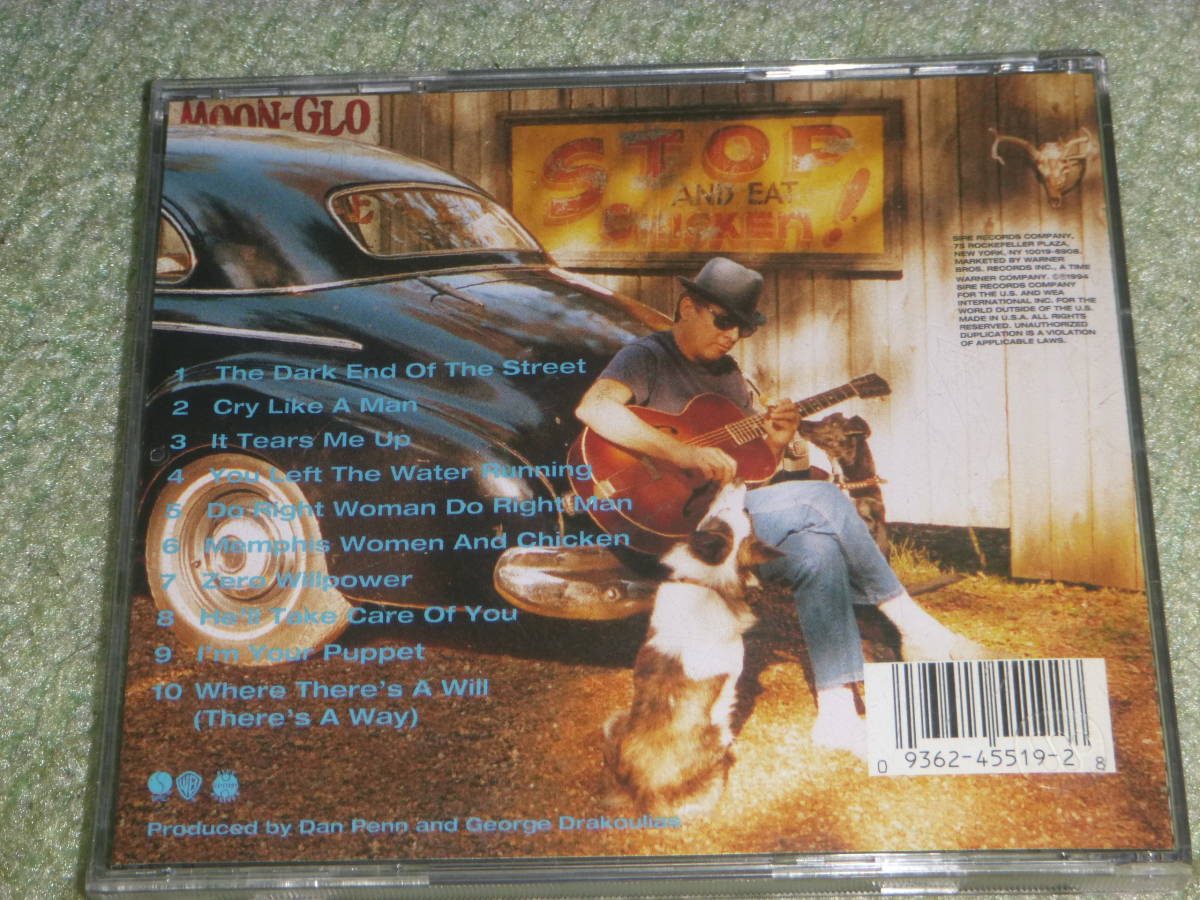 MOON-GLO
STOP
AND EAT
CHICKEN!
SIRE RECORDS COMPANY,
75 ROCKEFELLER PLAZA,
NEW YORK, NY 10019-6908.
MARKETED BY WARNER
BROS. RECORDS INC., A TIME
WARNER COMPANY. ©℗1994
SIRE RECORDS COMPANY
FOR THE U.S. AND WEA
INTERNATIONAL INC. FOR THE
WORLD OUTSIDE OF THE U.S.
MADE IN U.S.A. ALL RIGHTS
RESERVED. UNAUTHORIZED
DUPLICATION IS A VIOLATION
OF APPLICABLE LAWS.
1 The Dark End Of The Street
2 Cry Like A Man
3 It Tears Me Up
4 You Left The Water Running
5 Do Right Woman Do Right Man
6 Memphis Women And Chicken
7 Zero Willpower
8 He'll Take Care Of You
9 I'm Your Puppet
10 Where There's A Will
(There's A Way)
0 9362-45519-2 8
S WB
Produced by Dan Penn and George Drakoulias